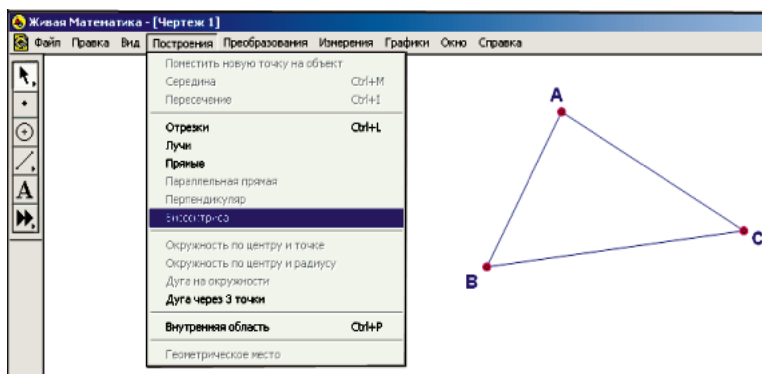 Живая Математика - [Чертеж 1]
Файл Правка Вид Построения Преобразования Измерения Графики Окно Справка
Поместить новую точку на объект
Середина Ctrl+M
Пересечение Ctrl+I
Отрезки Ctrl+L
Лучи
Прямые
Параллельная прямая
Перпендикуляр
Биссектриса
Окружность по центру и точке
Окружность по центру и радиусу
Дуга на окружности
Дуга через 3 точки
Внутренняя область Ctrl+P
Геометрическое место
A
A
B
C